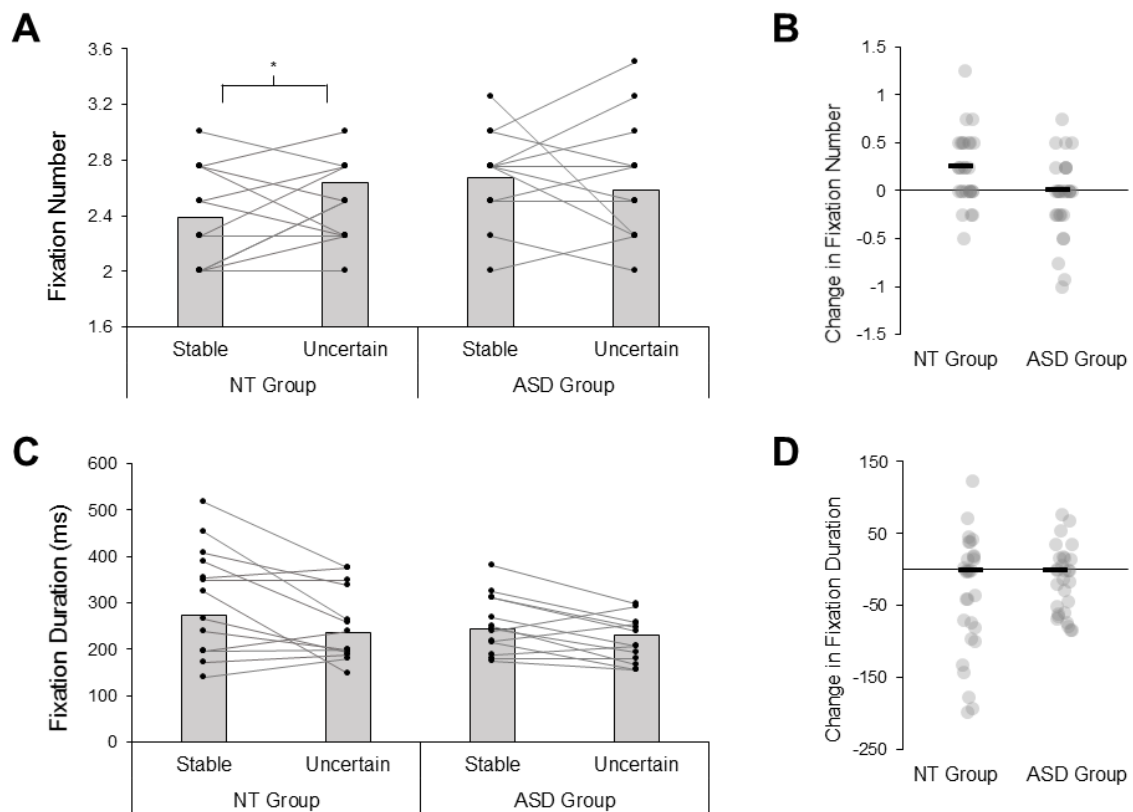 A
Fixation Number
3.6
3.2
2.8
2.4
2
1.6
*
Stable
Uncertain
Stable
Uncertain
NT Group
ASD Group
B
Change in Fixation Number
1.5
1
0.5
0
-0.5
-1
-1.5
NT Group
ASD Group
C
Fixation Duration (ms)
600
500
400
300
200
100
0
Stable
Uncertain
Stable
Uncertain
NT Group
ASD Group
D
Change in Fixation Duration
150
50
-50
-150
-250
NT Group
ASD Group